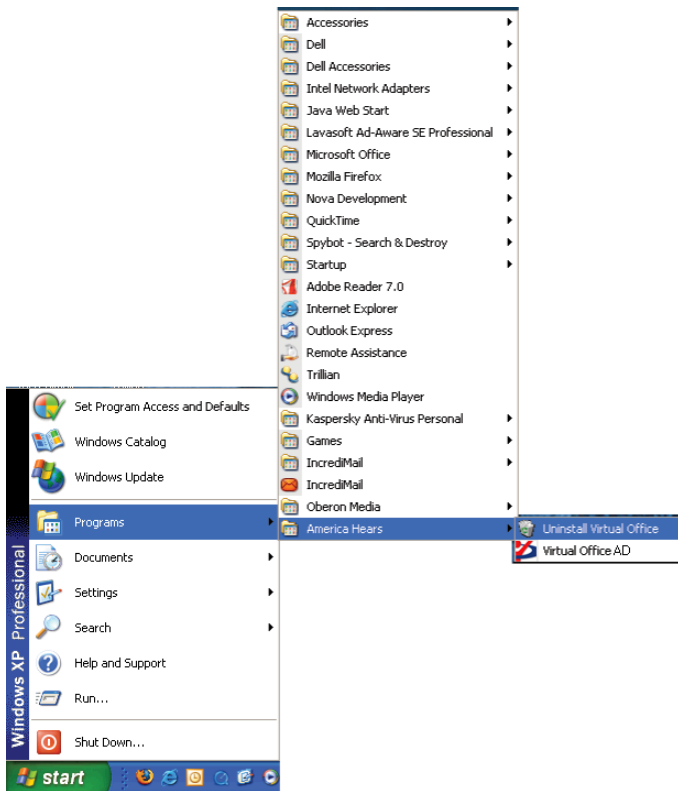 Accessories
Dell
Dell Accessories
Intel Network Adapters
Java Web Start
Lavasoft Ad-Aware SE Professional
Microsoft Office
Mozilla Firefox
Nova Development
QuickTime
Spybot - Search & Destroy
Startup
Adobe Reader 7.0
Internet Explorer
Outlook Express
Remote Assistance
Trillian
Windows Media Player
Kaspersky Anti-Virus Personal
Games
IncrediMail
IncrediMail
Oberon Media
America Hears
Uninstall Virtual Office
Virtual Office AD
Set Program Access and Defaults
Windows Catalog
Windows Update
Programs
Documents
Settings
Search
Help and Support
Run...
Shut Down...
Windows XP Professional
start